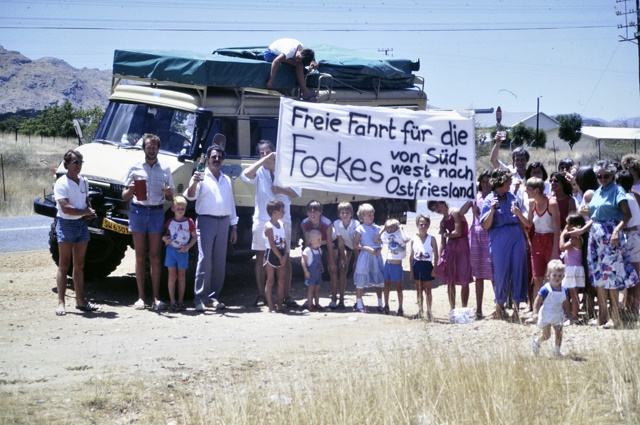 Freie Fahrt für die
Fockes von Süd-
west nach
Ostfriesland